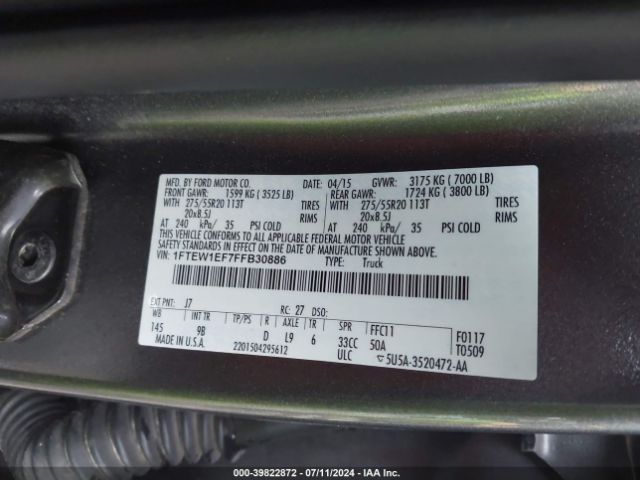 MFD. BY FORD MOTOR CO. DATE: 04/15 GVWR: 3175 KG ( 7000 LB)
FRONT GAWR: 1599 KG ( 3525 LB) REAR GAWR: 1724 KG ( 3800 LB)
WITH 275/55R20 113T TIRES WITH 275/55R20 113T TIRES
20x8.5J RIMS 20x8.5J RIMS
AT 240 kPa/ 35 PSI COLD AT 240 kPa/ 35 PSI COLD
THIS VEHICLE CONFORMS TO ALL APPLICABLE FEDERAL MOTOR VEHICLE
SAFETY STANDARDS IN EFFECT ON THE DATE OF MANUFACTURE SHOWN ABOVE.
VIN: 1FTEW1EF7FFB30886 TYPE: Truck
EXT PNT: J7 RC: 27 DSO:
WB BRK INT TR TP/PS R AXLE TR SPR FFC11 F0117
145 9B D L9 6 33CC 50A T0509
MADE IN U.S.A. 2201504295612 ULC 5U5A-3520472-AA
000-39822872 - 07/11/2024 - IAA Inc.